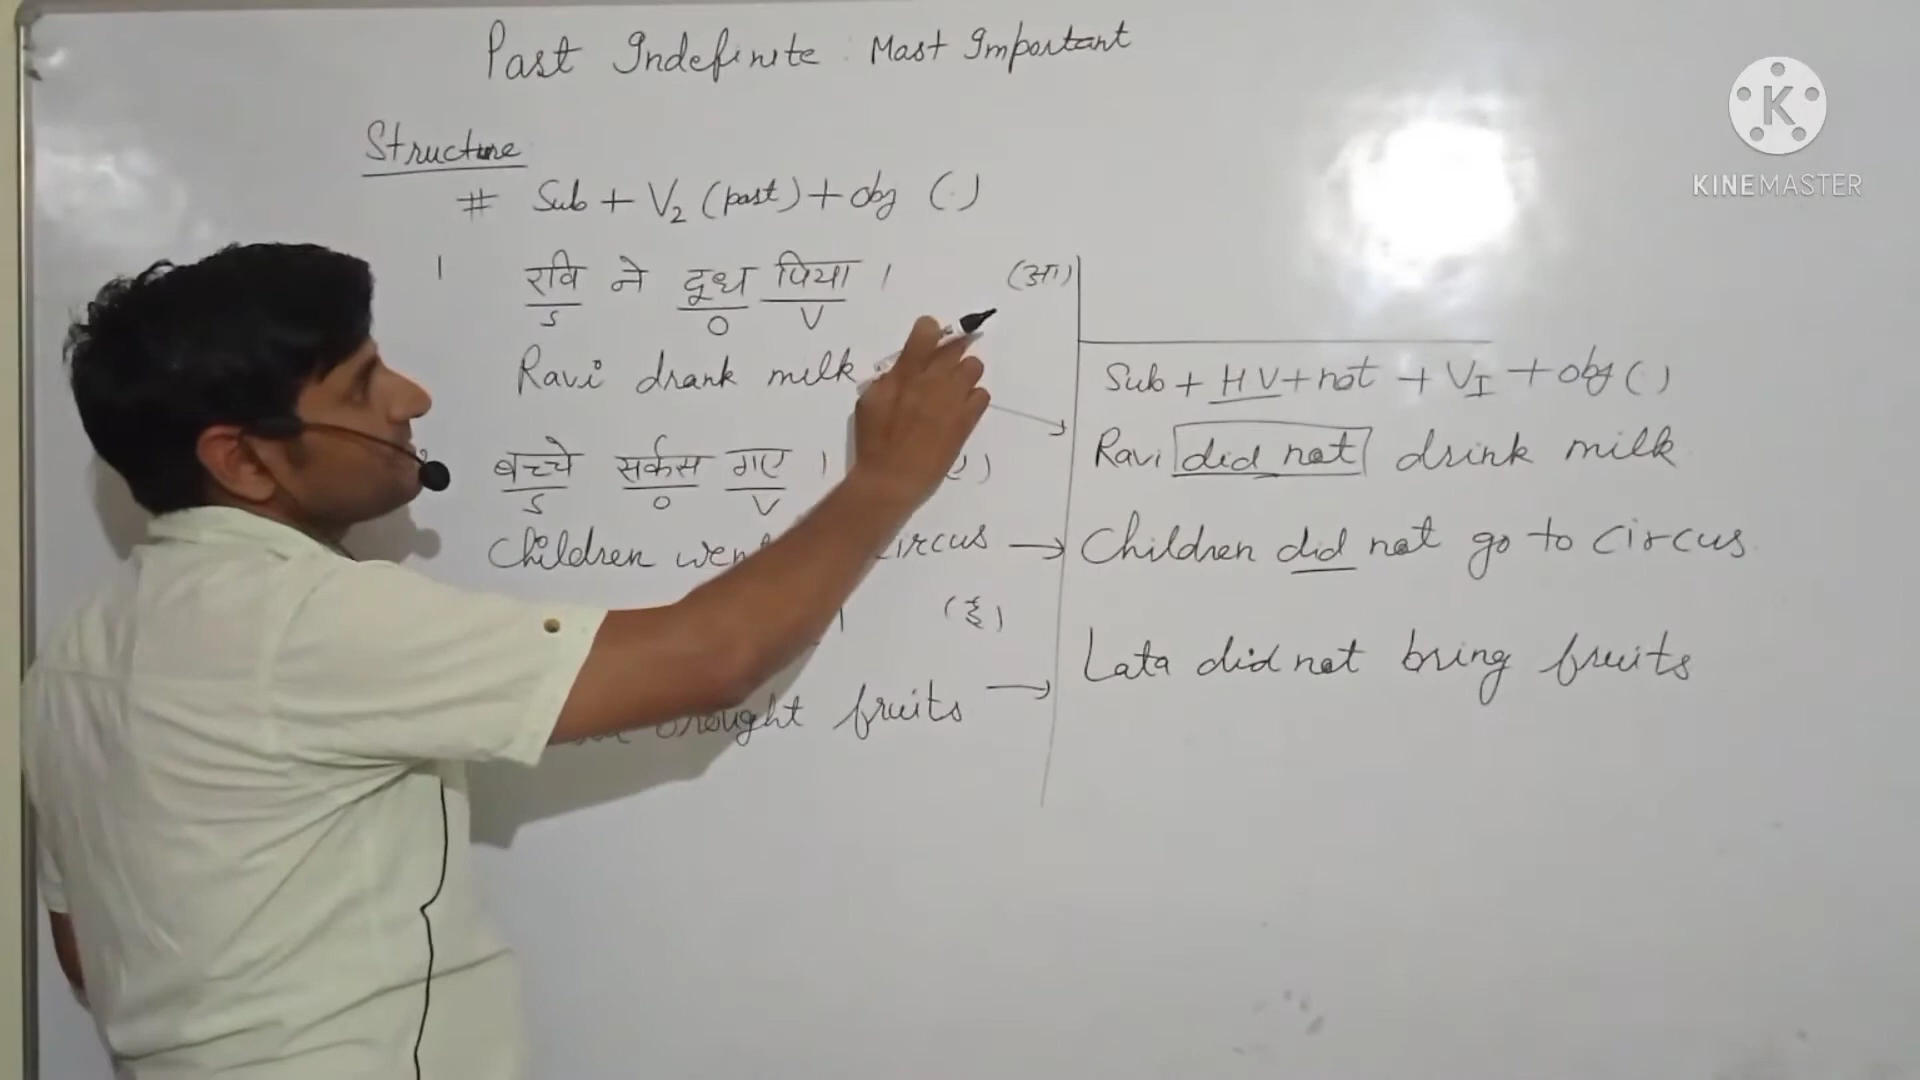 Past Indefinite Mast Important
Structure
# Sub + V2 (past) + obj (.)
1 रवि ने दूध पिया । (आ)
S O V
Ravi drank milk
बच्चे सर्कस गए ।
S O V
Children
(ई)
brought fruits
Sub + HV + not + VI + obj ( )
Ravi did not drink milk
Children did not go to circus
Lata did not bring fruits
KINEMASTER